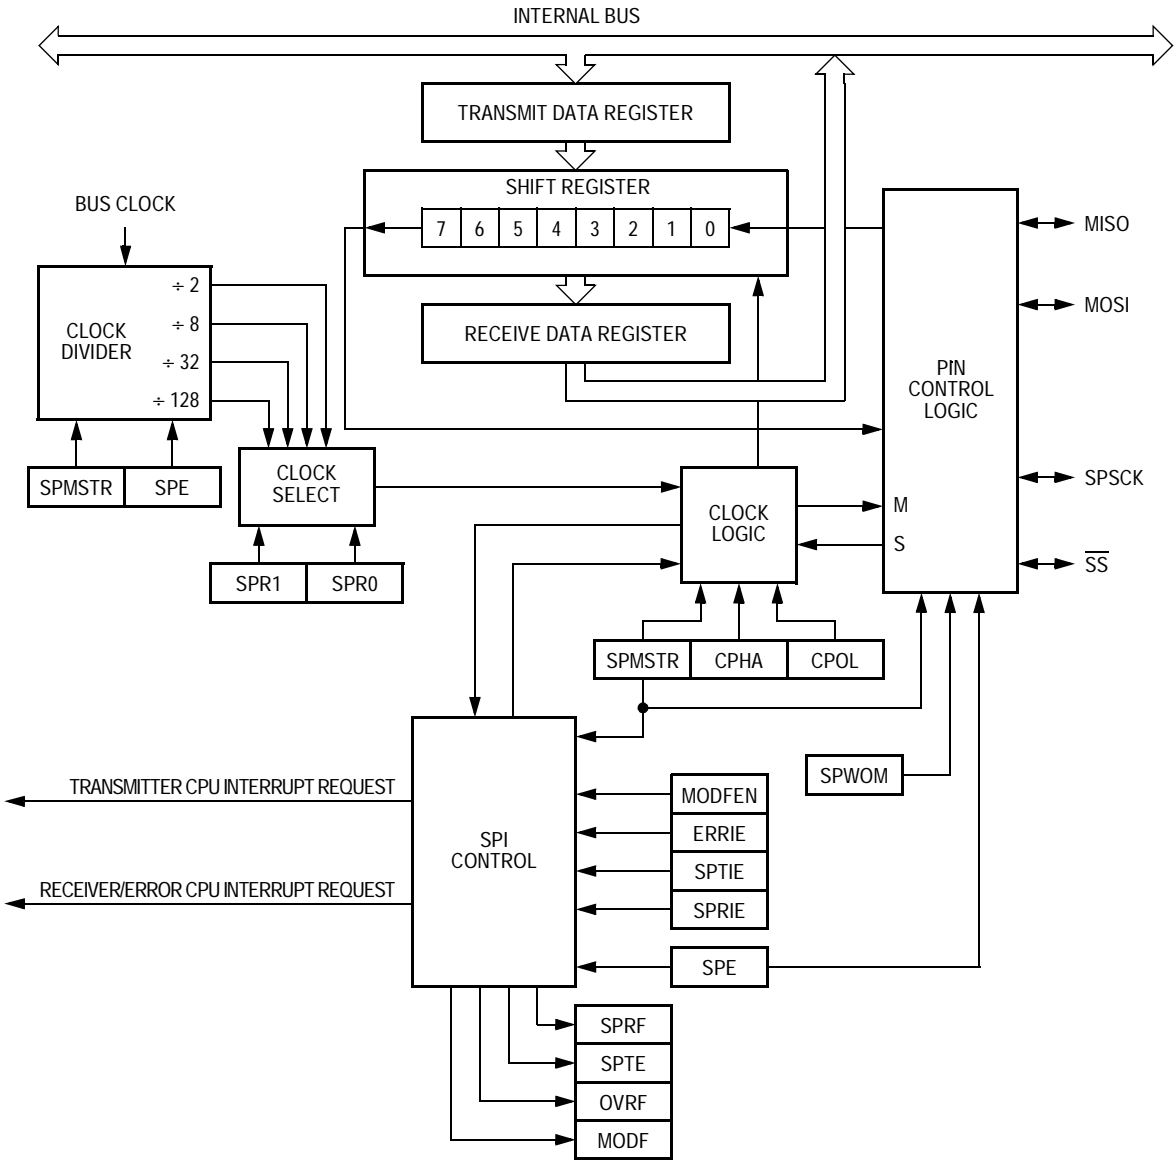 INTERNAL BUS
TRANSMIT DATA REGISTER
SHIFT REGISTER
7 6 5 4 3 2 1 0
RECEIVE DATA REGISTER
BUS CLOCK
CLOCK
DIVIDER
÷ 2
÷ 8
÷ 32
÷ 128
SPMSTR SPE
CLOCK
SELECT
SPR1 SPR0
CLOCK
LOGIC
SPMSTR CPHA CPOL
PIN
CONTROL
LOGIC
M
S
MISO
MOSI
SPSCK
S̅S̅
SPWOM
TRANSMITTER CPU INTERRUPT REQUEST
RECEIVER/ERROR CPU INTERRUPT REQUEST
SPI
CONTROL
MODFEN
ERRIE
SPTIE
SPRIE
SPE
SPRF
SPTE
OVRF
MODF